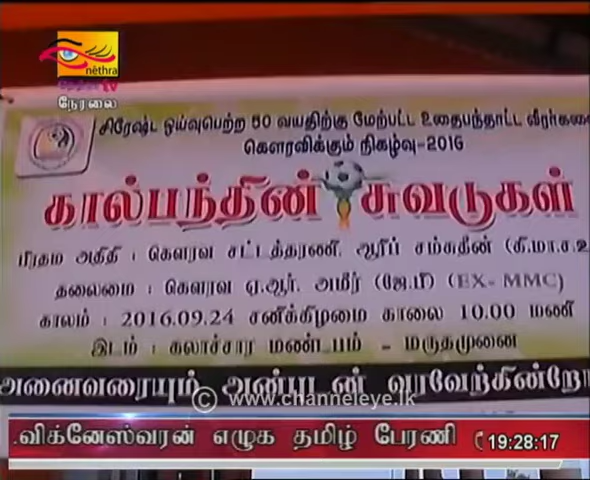 nēthra
நேத்ரா tv
நேரலை
சிரேஷ்ட ஓய்வுபெற்ற 50 வயதிற்கு மேற்பட்ட உதைபந்தாட்ட வீரர்களை
கௌரவிக்கும் நிகழ்வு-2016
கால்பந்தின் சுவடுகள்
பிரதம அதிதி : கௌரவ சட்டத்தரணி. ஆரிப் சம்சுதீன் (கி.மா.ச.உ
தலைமை : கௌரவ ஏ.ஆர். அமீர் (ஜே.பி) (EX- MMC)
காலம் : 2016.09.24 சனிக்கிழமை காலை 10.00 மணி
இடம் : கலாச்சார மண்டபம் - மருதமுனை
அனைவரையும் அன்புடன் வரவேற்கின்றோ
© www.channeleye.lk
.விக்னேஸ்வரன் எழுக தமிழ் பேரணி 19:28:17